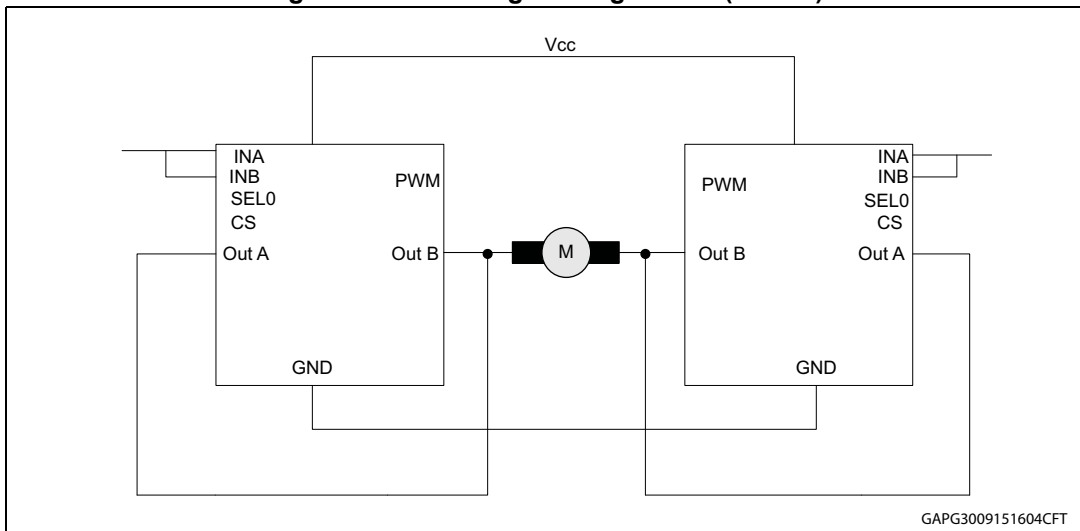 Vcc
INA
INB
SEL0
CS
PWM
Out A
Out B
GND
M
INA
INB
SEL0
CS
PWM
Out B
Out A
GND
GAPG3009151604CFT